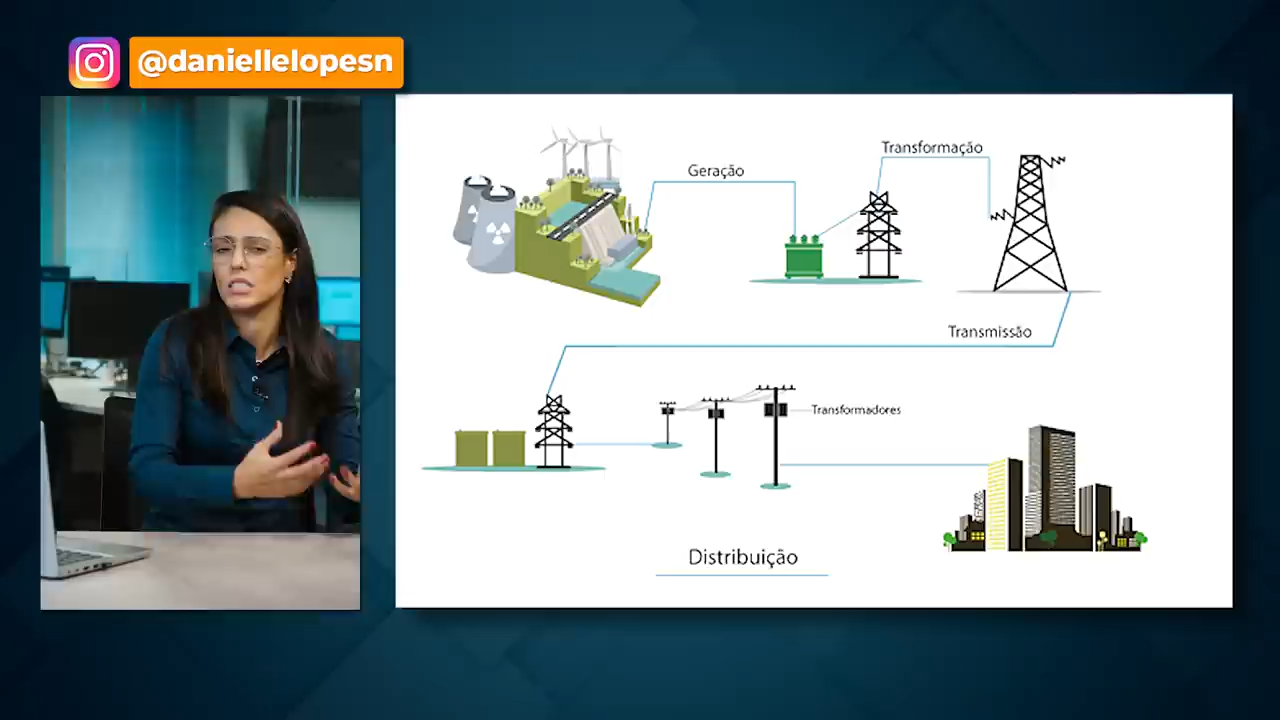 @daniellelopesn
Geração
Transformação
Transmissão
Transformadores
Distribuição